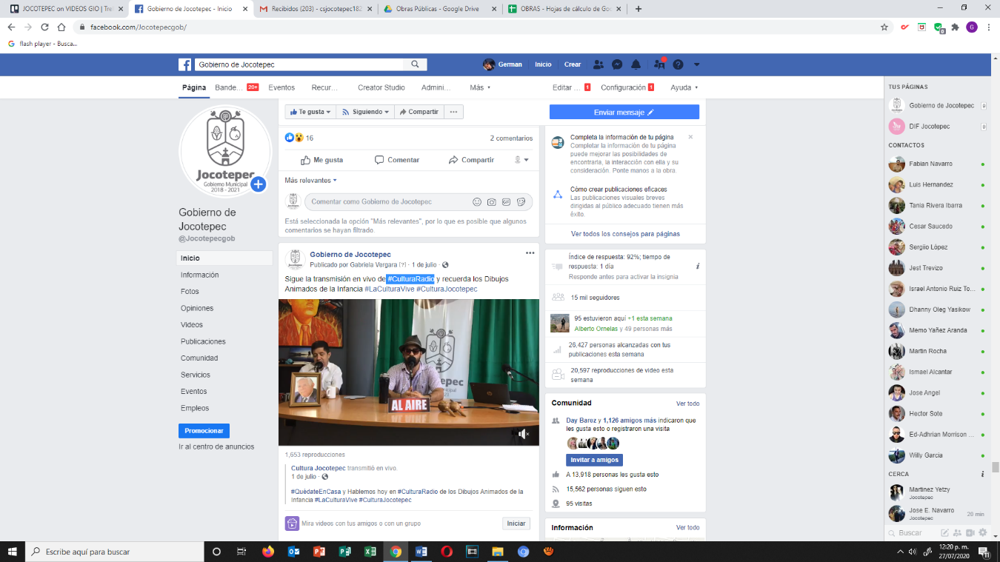 JOCOTEPEC on VIDEOS GIO | Trel
Gobierno de Jocotepec - Inicio
Recibidos (203) - csjocotepec18
Obras Públicas - Google Drive
OBRAS - Hojas de cálculo de Goo
facebook.com/Jocotepecgob/
flash player - Busca...
Gobierno de Jocotepec
German
Inicio
Crear
Página
Bande...
20+
Eventos
Recur...
Creator Studio
Admini...
Más
Editar ...
1
Configuración
1
Ayuda
Te gusta
Siguiendo
Compartir
Enviar mensaje
Jocotepec
Gobierno Municipal
2018 - 2021
Gobierno de
Jocotepec
@Jocotepecgob
Inicio
Información
Fotos
Opiniones
Videos
Publicaciones
Comunidad
Servicios
Eventos
Empleos
Promocionar
Ir al centro de anuncios
16
2 comentarios
Me gusta
Comentar
Compartir
Más relevantes
Comentar como Gobierno de Jocotepec
GIF
Está seleccionada la opción "Más relevantes", por lo que es posible que algunos
comentarios se hayan filtrado.
Gobierno de Jocotepec
Publicado por Gabriela Vergara [?] · 1 de julio ·
Sigue la transmisión en vivo de #CulturaRadio y recuerda los Dibujos
Animados de la Infancia #LaCulturaVive #CulturaJocotepec
AL AIRE
1,653 reproducciones
Cultura Jocotepec transmitió en vivo.
1 de julio ·
#QuédateEnCasa y Hablemos hoy en #CulturaRadio de los Dibujos Animados de la
Infancia #LaCulturaVive #CulturaJocotepec
Mira videos con tus amigos o con un grupo
Iniciar
Completa la información de tu página
Completar la información de tu página
puede mejorar las posibilidades de
encontrarla, la interacción con ella y su
consideración. Ponte manos a la obra.
Cómo crear publicaciones eficaces
Las publicaciones visuales breves
dirigidas al público adecuado tienen más
éxito.
Ver todos los consejos para páginas
Índice de respuesta: 92%; tiempo de
respuesta: 1 día
Responde antes para activar la insignia
15 mil seguidores
95 estuvieron aquí +1 esta semana
Alberto Ornelas y 49 personas más
26,427 personas alcanzadas con tus
publicaciones esta semana
20,597 reproducciones de video esta
semana
Comunidad
Ver todo
Day Barez y 1,126 amigos más indicaron que
les gusta esto o registraron una visita
Invitar a amigos
A 13,918 personas les gusta esto
15,562 personas siguen esto
95 visitas
Información
Ver todo
TUS PÁGINAS
Gobierno de Jocotepec
9
DIF Jocotepec
9
CONTACTOS
Fabian Navarro
Luis Hernandez
Tania Rivera Ibarra
Cesar Saucedo
Sergiio López
Jest Trevizo
Israel Antonio Ruiz To...
Dhanny Oleg Yasikow
Memo Yañez Aranda
Martin Rocha
Ismael Alcantar
Jose Angel
Hector Sote
Ed-Adhrian Morrison ...
Willy Garcia
CERCA
Martinez Yetzy
Jocotepec
Jose E. Navarro
Jocotepec
20 min
Buscar
Escribe aquí para buscar
12:20 p. m.
27/07/2020
11